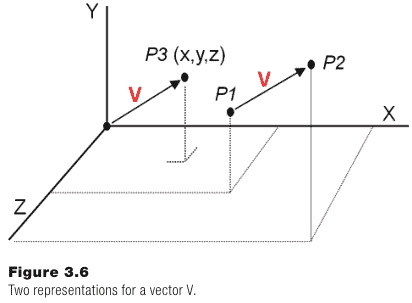 Y
P3 (x,y,z)
P2
V
V
P1
X
Z
Figure 3.6
Two representations for a vector V.